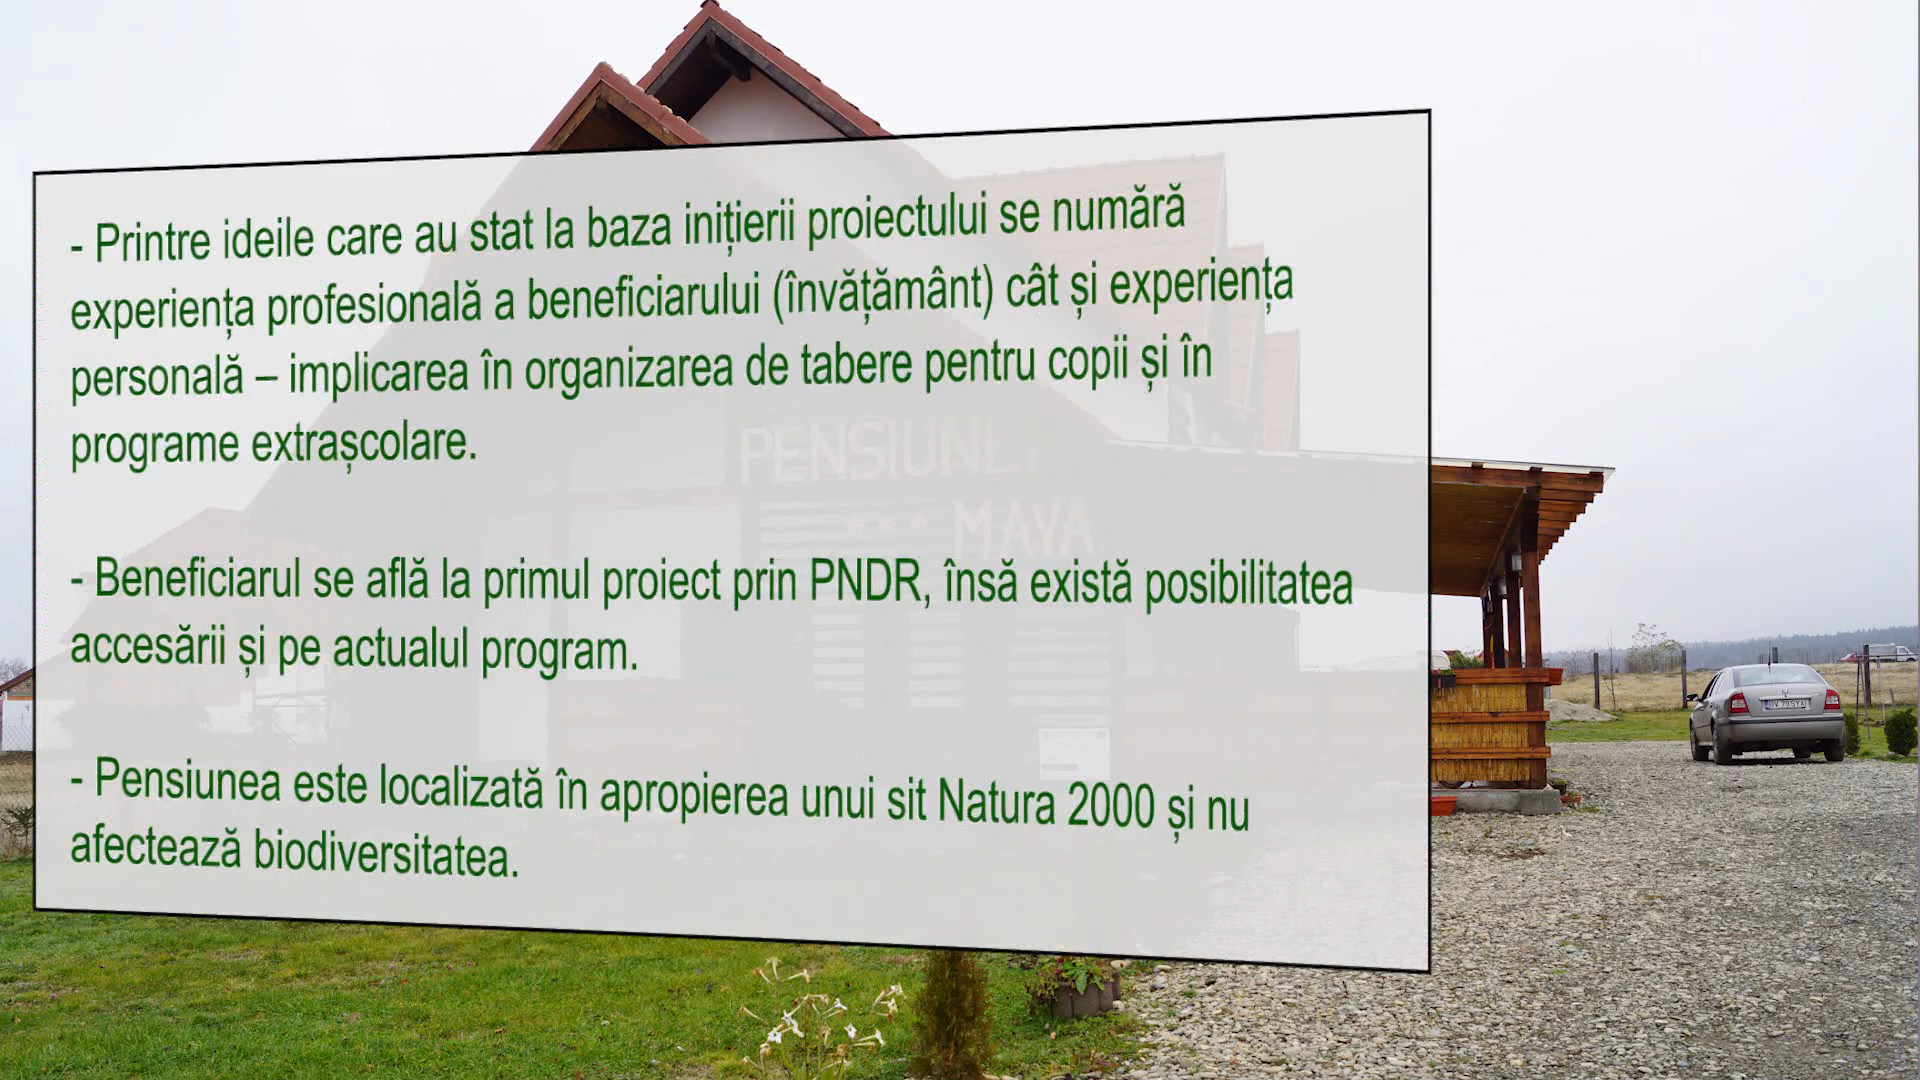 - Printre ideile care au stat la baza inițierii proiectului se numără
experiența profesională a beneficiarului (învățământ) cât și experiența
personală – implicarea în organizarea de tabere pentru copii și în
programe extrașcolare.
- Beneficiarul se află la primul proiect prin PNDR, însă există posibilitatea
accesării și pe actualul program.
- Pensiunea este localizată în apropierea unui sit Natura 2000 și nu
afectează biodiversitatea.
PENSIUNEA
MAYA